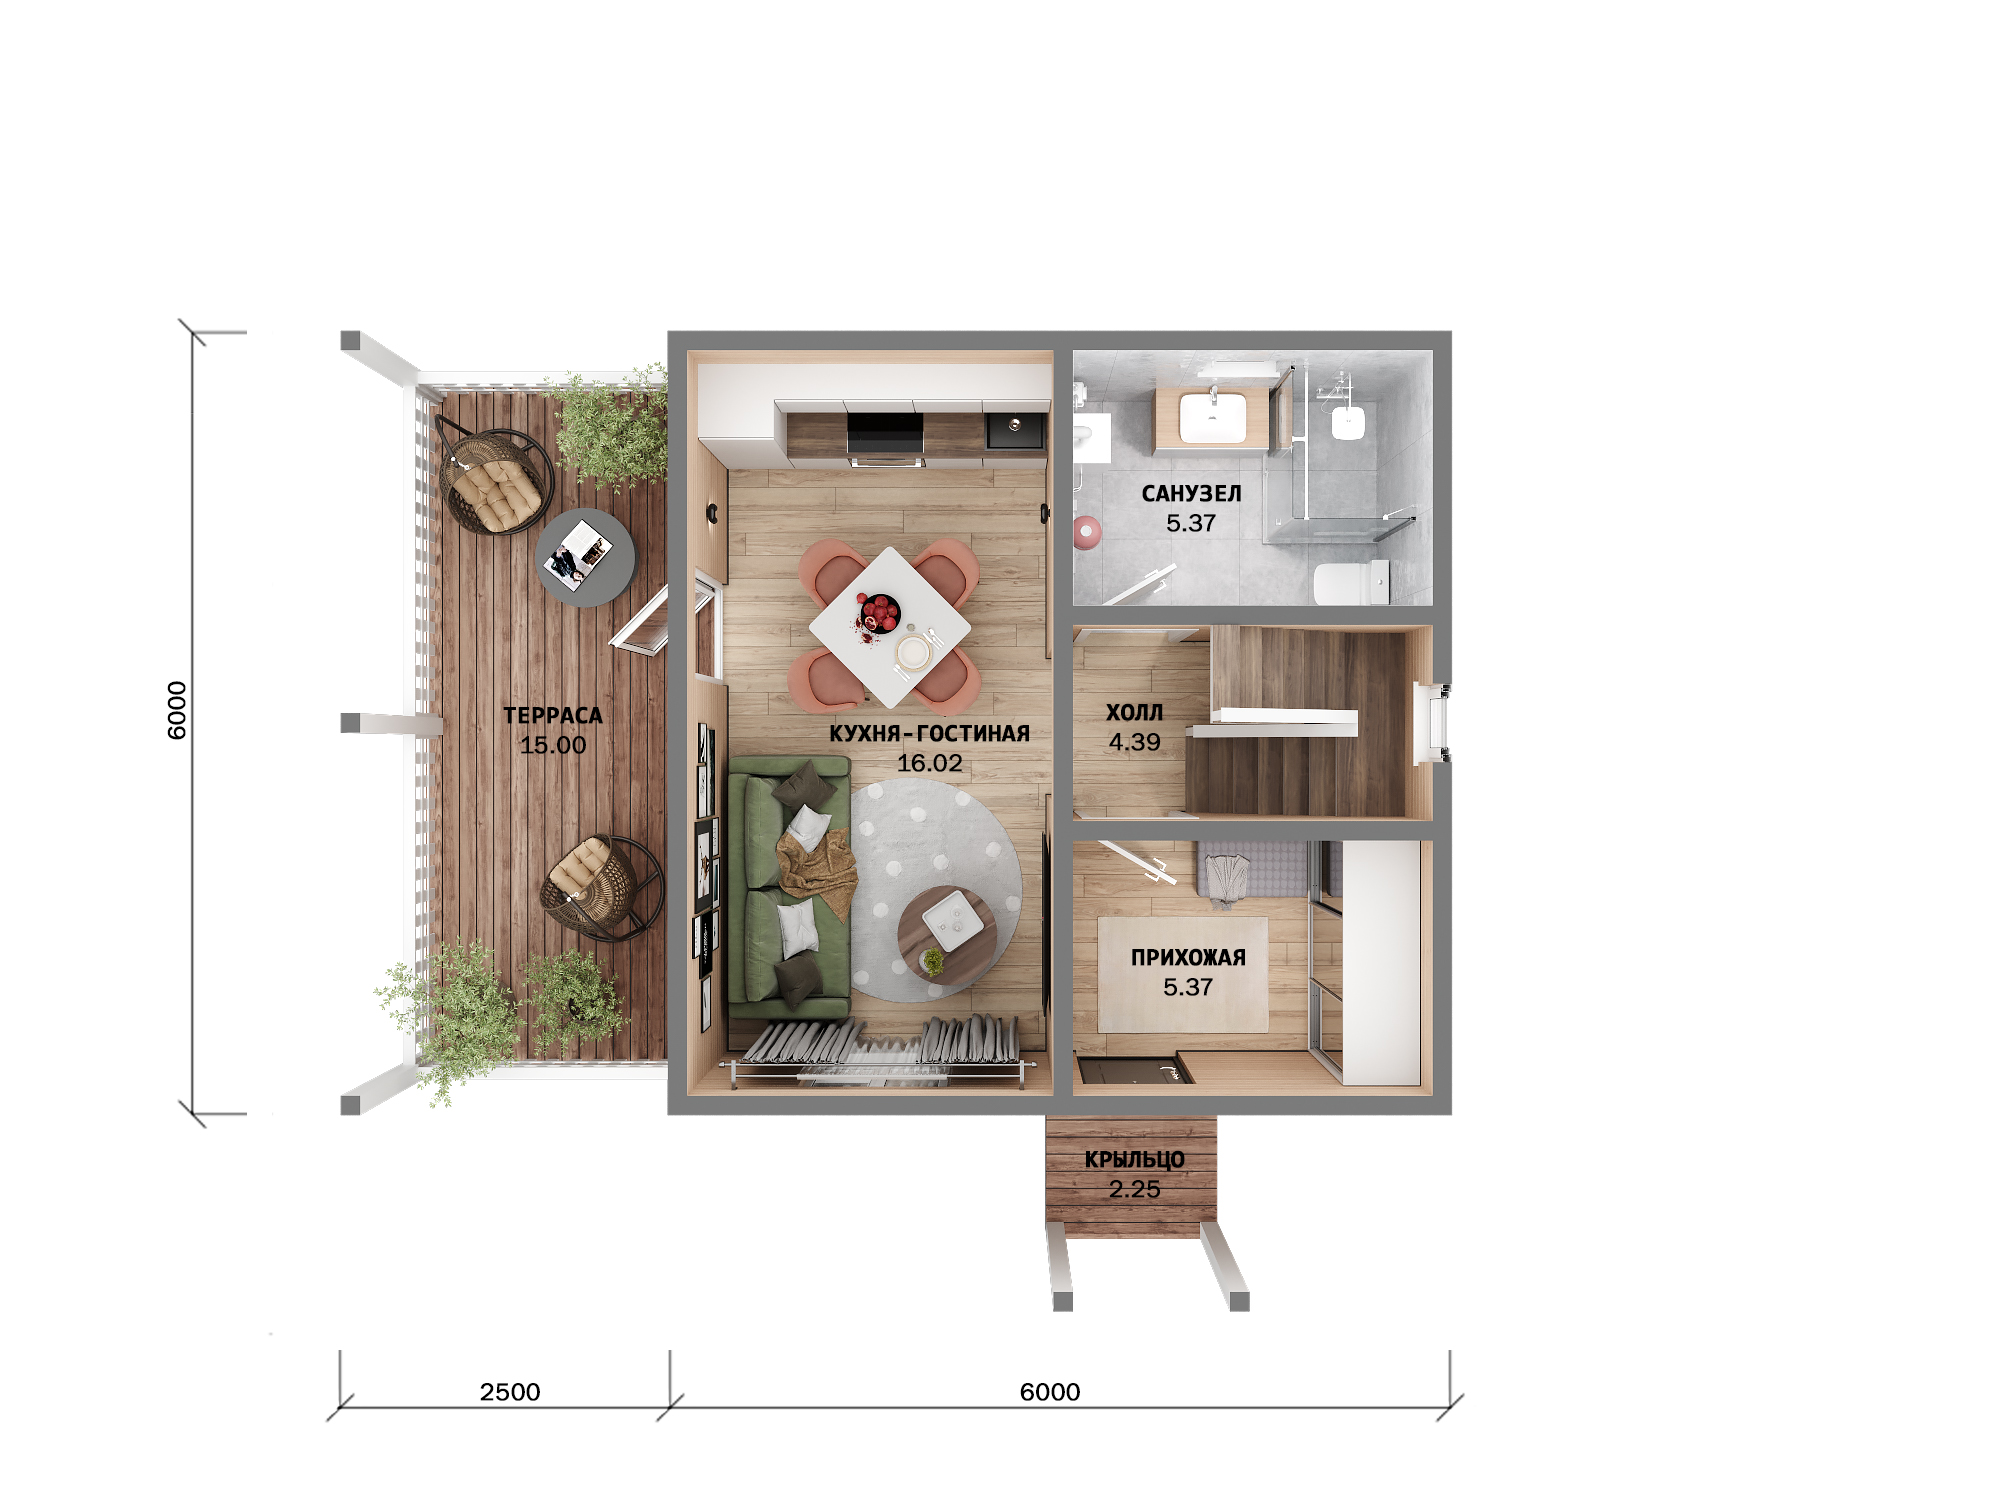 САНУЗЕЛ
5.37
ТЕРРАСА
15.00
КУХНЯ-ГОСТИНАЯ
16.02
ХОЛЛ
4.39
ПРИХОЖАЯ
5.37
КРЫЛЬЦО
2.25
6000
2500
6000